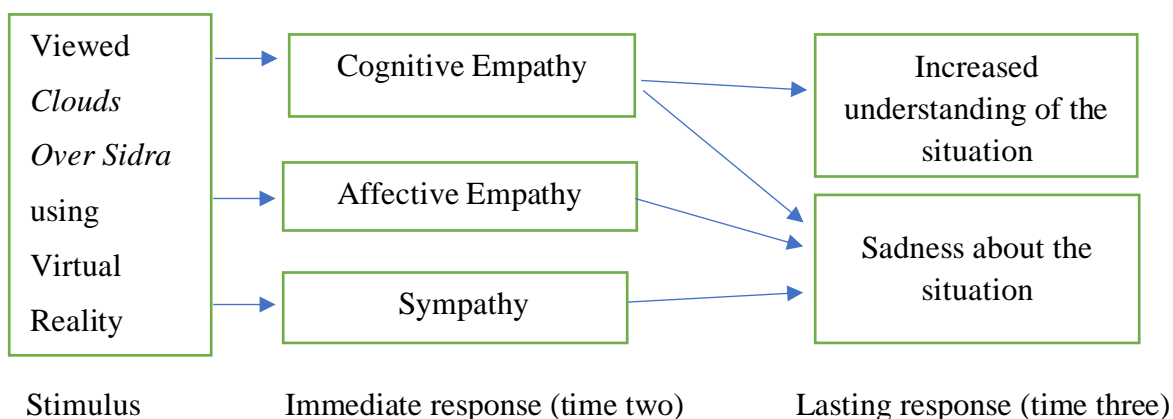 Viewed
Clouds
Over Sidra
using
Virtual
Reality
Cognitive Empathy
Affective Empathy
Sympathy
Increased
understanding of the
situation
Sadness about the
situation
Stimulus
Immediate response (time two)
Lasting response (time three)